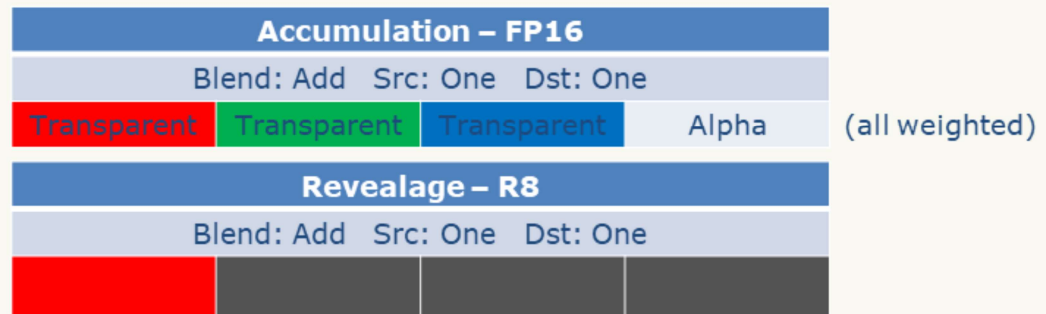 Accumulation – FP16
Blend: Add Src: One Dst: One
Transparent Transparent Transparent Alpha (all weighted)
Revealage – R8
Blend: Add Src: One Dst: One